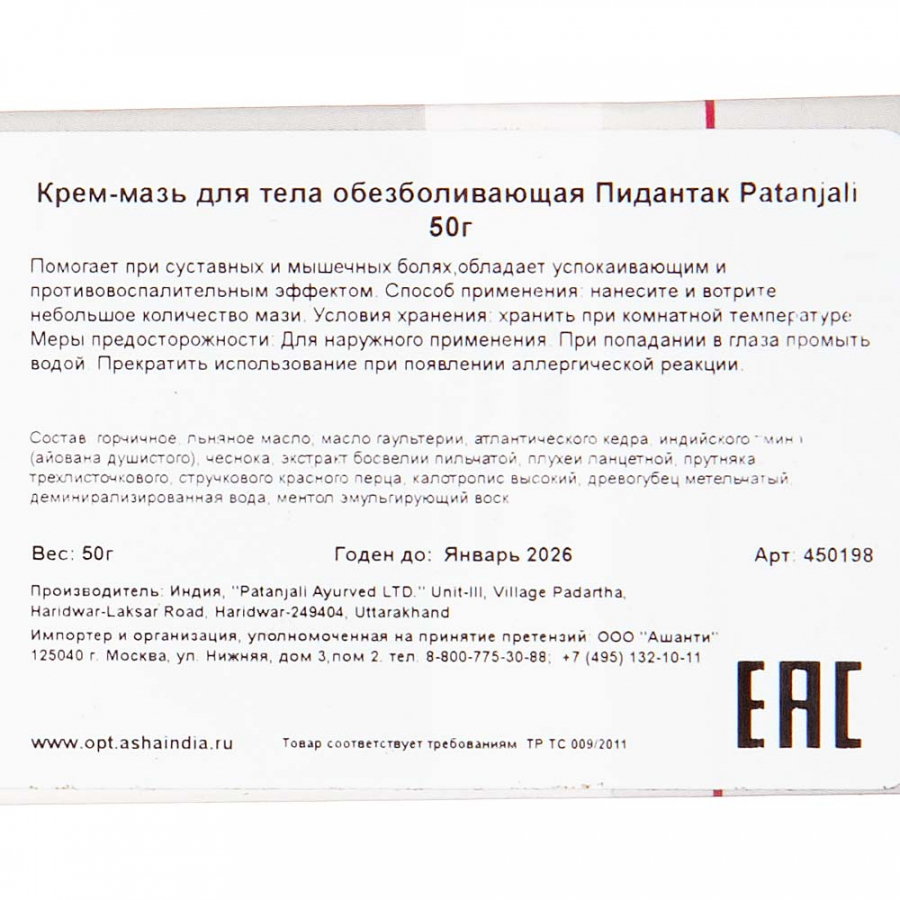 Крем-мазь для тела обезболивающая Пидантак Patanjali
50г
Помогает при суставных и мышечных болях,обладает успокаивающим и
противовоспалительным эффектом. Способ применения: нанесите и вотрите
небольшое количество мази. Условия хранения: хранить при комнатной температуре.
Меры предосторожности: Для наружного применения. При попадании в глаза промыть
водой. Прекратить использование при появлении аллергической реакции.
Состав: горчичное, льняное масло, масло гаультерии, атлантического кедра, индийского тмина
(айована душистого), чеснока, экстракт босвелии пильчатой, плухеи ланцетной, прутняка
трехлисточкового, стручкового красного перца, калотропис высокий, древогубец метельчатый,
деминирализированная вода, ментол эмульгирующий воск
Вес: 50г Годен до: Январь 2026 Арт: 450198
Производитель: Индия, "Patanjali Ayurved LTD." Unit-III, Village Padartha,
Haridwar-Laksar Road, Haridwar-249404, Uttarakhand
Импортер и организация, уполномоченная на принятие претензий: ООО "Ашанти"
125040 г. Москва, ул. Нижняя, дом 3,пом 2. тел. 8-800-775-30-88; +7 (495) 132-10-11
EAC
www.opt.ashaindia.ru Товар соответствует требованиям ТР ТС 009/2011